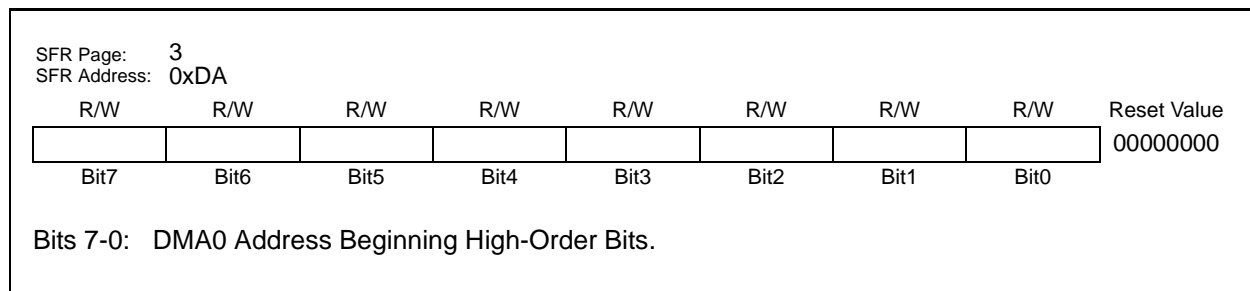 SFR Page: 3
SFR Address: 0xDA
R/W R/W R/W R/W R/W R/W R/W R/W Reset Value
00000000
Bit7 Bit6 Bit5 Bit4 Bit3 Bit2 Bit1 Bit0
Bits 7-0: DMA0 Address Beginning High-Order Bits.